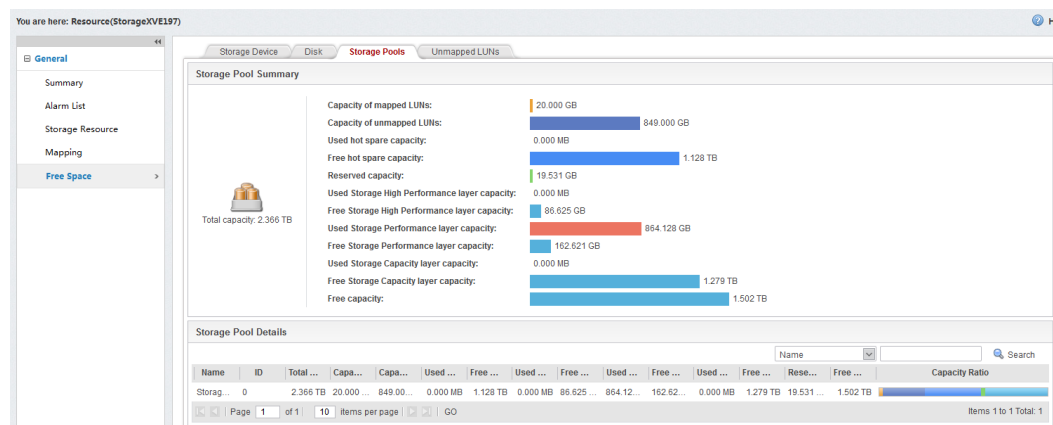 You are here: Resource(StorageXVE197)
General
Summary
Alarm List
Storage Resource
Mapping
Free Space
Storage Device Disk Storage Pools Unmapped LUNs
Storage Pool Summary
Total capacity: 2.366 TB
Capacity of mapped LUNs: 20.000 GB
Capacity of unmapped LUNs: 849.000 GB
Used hot spare capacity: 0.000 MB
Free hot spare capacity: 1.128 TB
Reserved capacity: 19.531 GB
Used Storage High Performance layer capacity: 0.000 MB
Free Storage High Performance layer capacity: 86.625 GB
Used Storage Performance layer capacity: 864.128 GB
Free Storage Performance layer capacity: 162.621 GB
Used Storage Capacity layer capacity: 0.000 MB
Free Storage Capacity layer capacity: 1.279 TB
Free capacity: 1.502 TB
Storage Pool Details
Name Search
Name ID Total ... Capa... Capa... Used ... Free ... Used ... Free ... Used ... Free ... Used ... Free ... Rese... Free ... Capacity Ratio
Storag... 0 2.366 TB 20.000 ... 849.00... 0.000 MB 1.128 TB 0.000 MB 86.625 ... 864.12... 162.62... 0.000 MB 1.279 TB 19.531 ... 1.502 TB
Page 1 of 1 10 items per page GO Items 1 to 1 Total: 1